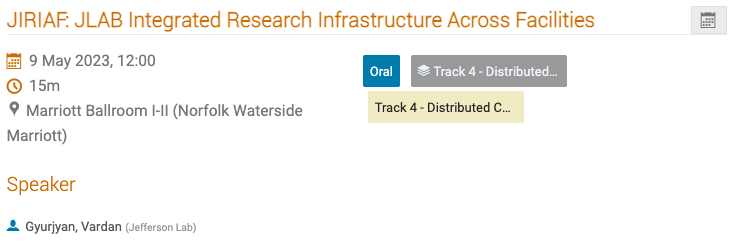 JIRIAF: JLAB Integrated Research Infrastructure Across Facilities
9 May 2023, 12:00
15m
Marriott Ballroom I-II (Norfolk Waterside
Marriott)
Oral
Track 4 - Distributed...
Track 4 - Distributed C...
Speaker
Gyurjyan, Vardan (Jefferson Lab)